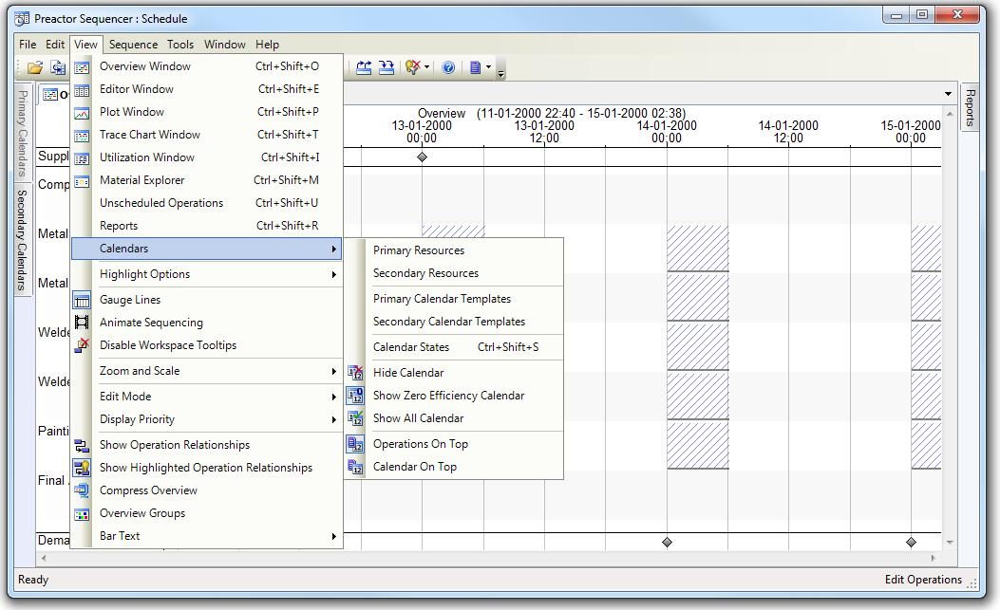 Preactor Sequencer : Schedule
File Edit View Sequence Tools Window Help
Overview Window Ctrl+Shift+O
Editor Window Ctrl+Shift+E
Plot Window Ctrl+Shift+P
Trace Chart Window Ctrl+Shift+T
Utilization Window Ctrl+Shift+I
Material Explorer Ctrl+Shift+M
Unscheduled Operations Ctrl+Shift+U
Reports Ctrl+Shift+R
Calendars
Highlight Options
Gauge Lines
Animate Sequencing
Disable Workspace Tooltips
Zoom and Scale
Edit Mode
Display Priority
Show Operation Relationships
Show Highlighted Operation Relationships
Compress Overview
Overview Groups
Bar Text
Primary Resources
Secondary Resources
Primary Calendar Templates
Secondary Calendar Templates
Calendar States Ctrl+Shift+S
Hide Calendar
Show Zero Efficiency Calendar
Show All Calendar
Operations On Top
Calendar On Top
Primary Calendars
Secondary Calendars
Reports
Overview (11-01-2000 22:40 - 15-01-2000 02:38)
13-01-2000 13-01-2000 14-01-2000 14-01-2000 15-01-2000
00:00 12:00 00:00 12:00 00:00
Suppl
Comp
Metal
Metal
Welde
Welde
Painti
Final
Dema
Ready Edit Operations